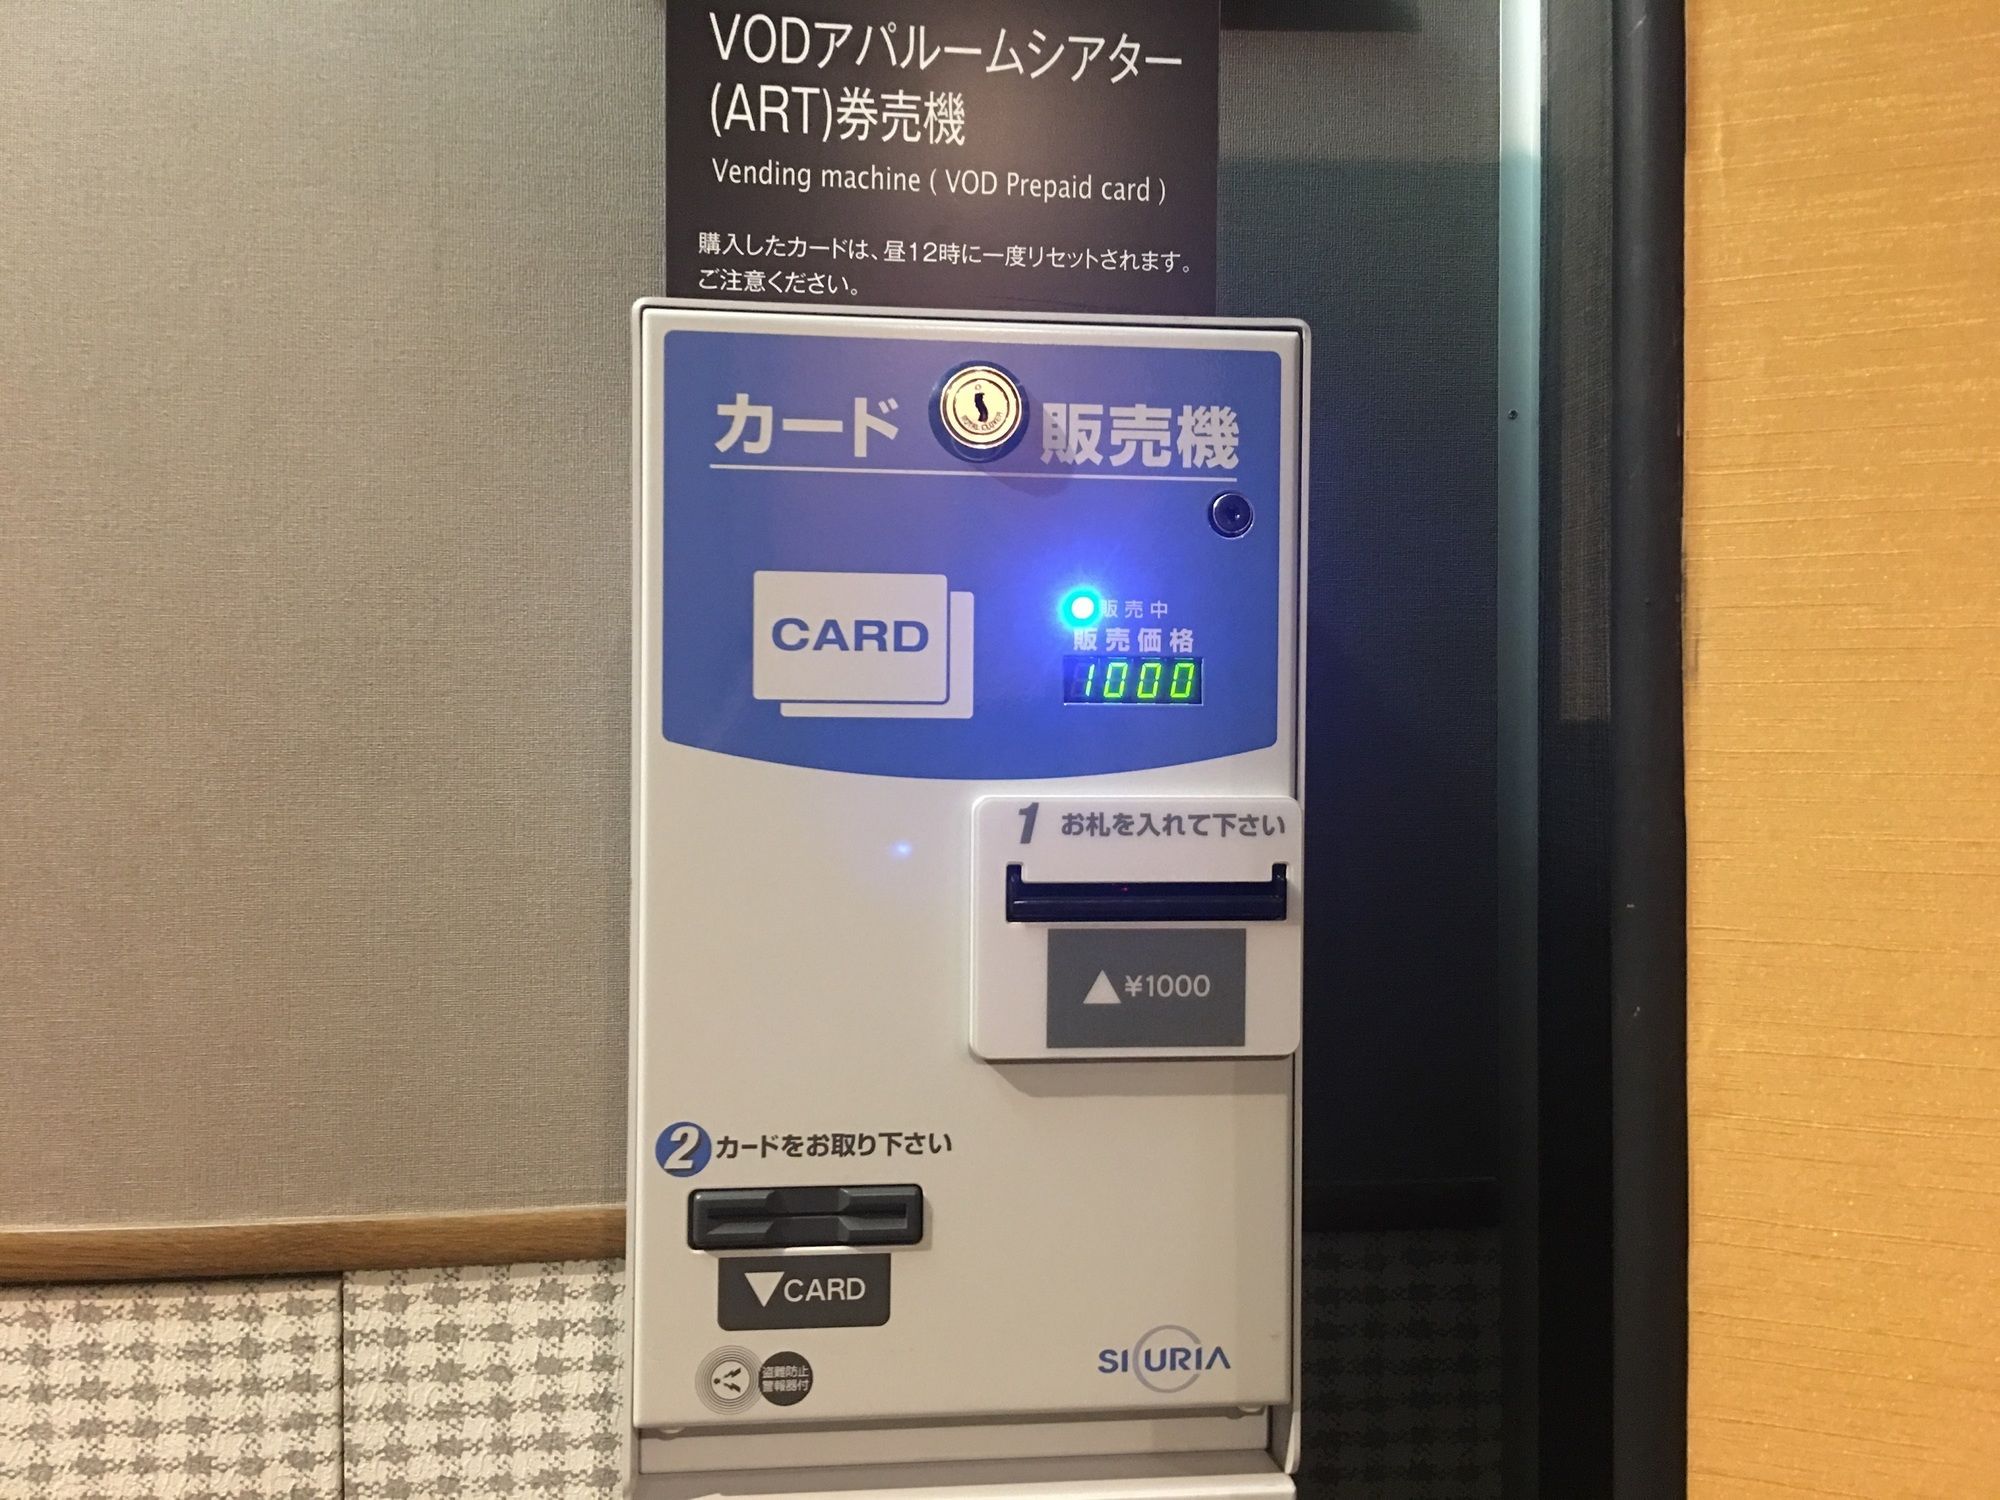 VODアパルームシアター
(ART)券売機
Vending machine ( VOD Prepaid card )
購入したカードは、昼12時に一度リセットされます。
ご注意ください。
カード 販売機
ROYAL CLOVER
CARD
販売中
販売価格
1000
1 お札を入れて下さい
▲¥1000
2 カードをお取り下さい
▼CARD
盗難防止
警報器付
SICURIA